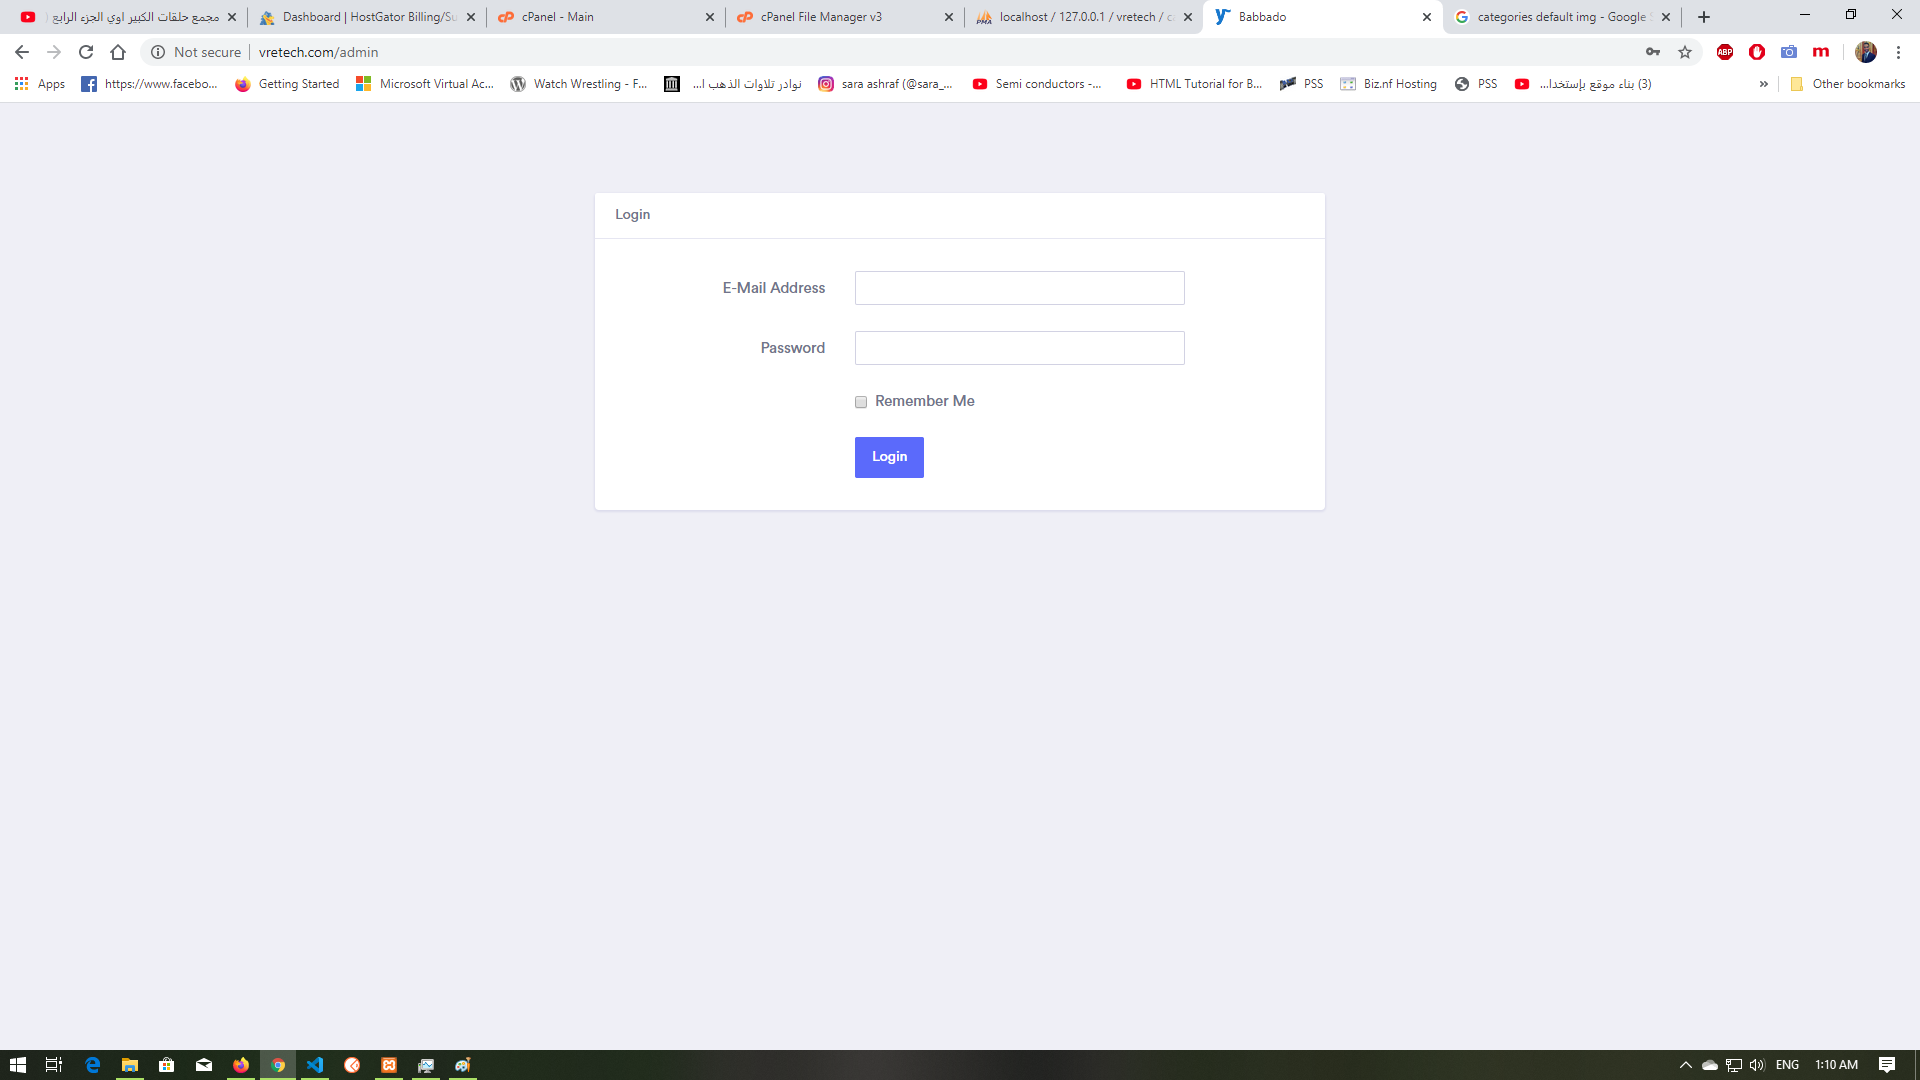 مجمع حلقات الكبير اوي الجزء الرابع
Dashboard | HostGator Billing/Su
cPanel - Main
cPanel File Manager v3
localhost / 127.0.0.1 / vretech / ca
Babbado
categories default img - Google S
Not secure
vretech.com/admin
ABP
m
Apps
https://www.facebo...
Getting Started
Microsoft Virtual Ac...
Watch Wrestling - F...
نوادر تلاوات الذهب ا...
sara ashraf (@sara_...
Semi conductors -...
HTML Tutorial for B...
PSS
Biz.nf Hosting
PSS
(3) بناء موقع بإستخدا...
»
Other bookmarks
Login
E-Mail Address
Password
Remember Me
Login
ENG
1:10 AM